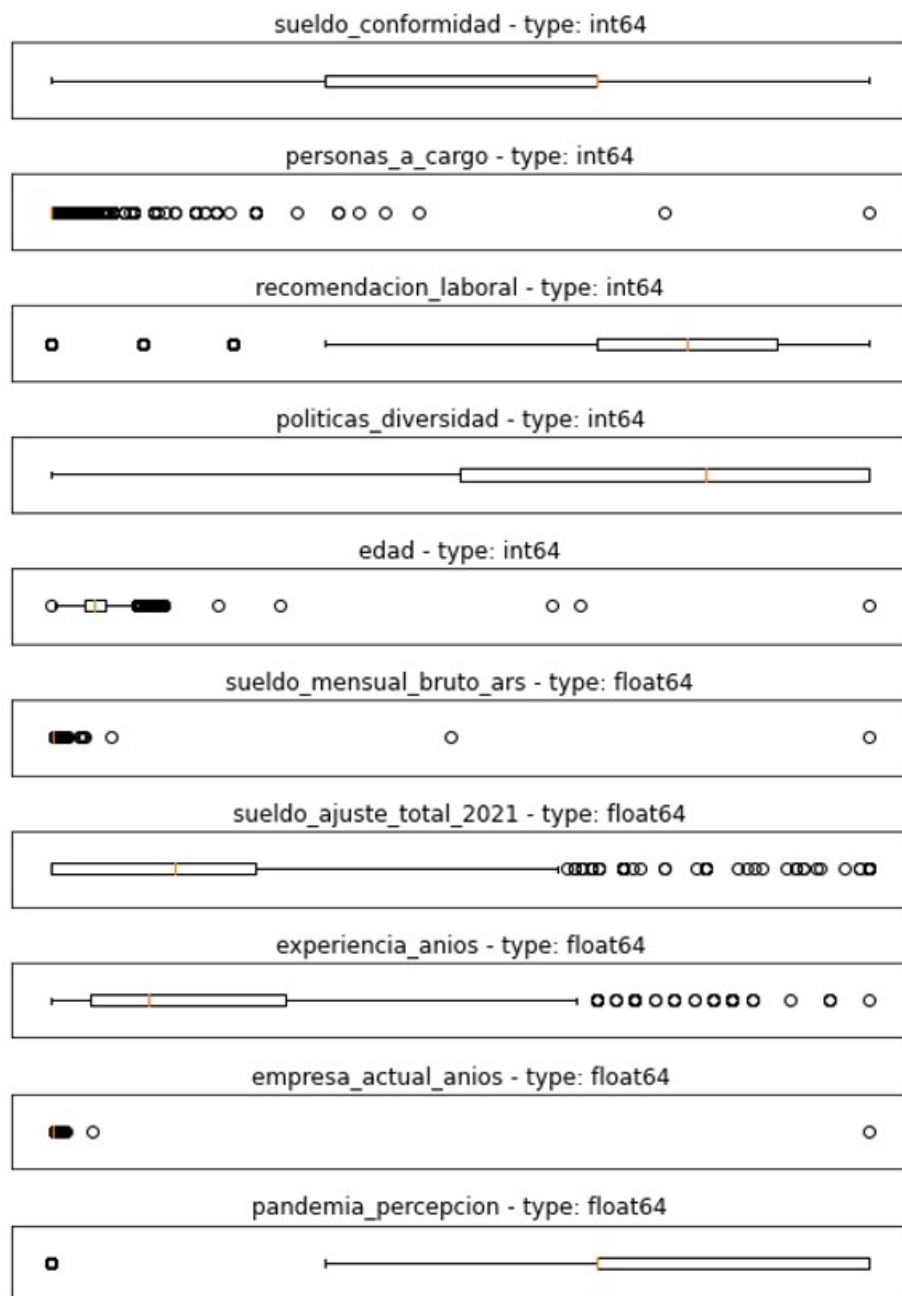 sueldo_conformidad - type: int64
personas_a_cargo - type: int64
recomendacion_laboral - type: int64
politicas_diversidad - type: int64
edad - type: int64
sueldo_mensual_bruto_ars - type: float64
sueldo_ajuste_total_2021 - type: float64
experiencia_anios - type: float64
empresa_actual_anios - type: float64
pandemia_percepcion - type: float64